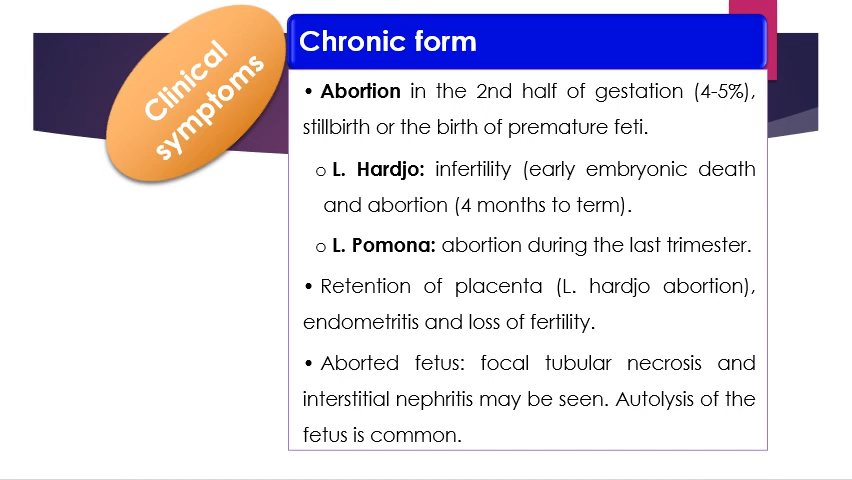 Clinical
symptoms
Chronic form
• Abortion in the 2nd half of gestation (4-5%),
stillbirth or the birth of premature feti.
o L. Hardjo: infertility (early embryonic death
and abortion (4 months to term).
o L. Pomona: abortion during the last trimester.
• Retention of placenta (L. hardjo abortion),
endometritis and loss of fertility.
• Aborted fetus: focal tubular necrosis and
interstitial nephritis may be seen. Autolysis of the
fetus is common.